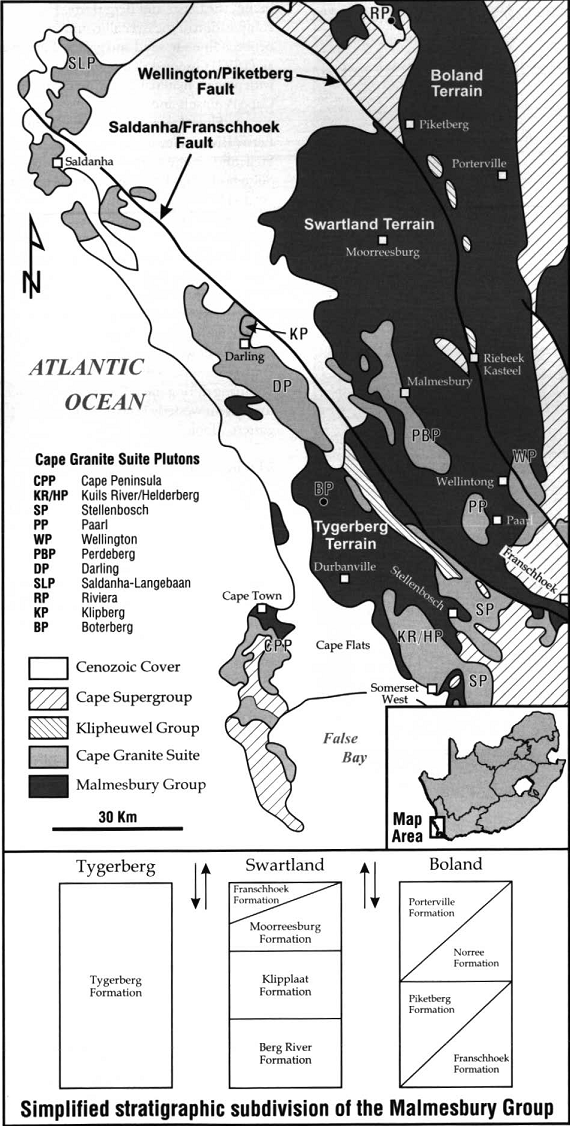 RP
SLP
Wellington/Piketberg
Fault
Boland
Terrain
Saldanha/Franschhoek
Fault
Piketberg
Saldanha
Porterville
Swartland Terrain
Moorreesburg
N
KP
Darling
Riebeek
Kasteel
ATLANTIC
OCEAN
DP
Malmesbury
PBP
Cape Granite Suite Plutons
CPP Cape Peninsula
KR/HP Kuils River/Helderberg
SP Stellenbosch
PP Paarl
WP Wellington
PBP Perdeberg
DP Darling
SLP Saldanha-Langebaan
RP Riviera
KP Klipberg
BP Boterberg
WP
Wellintong
BP
PP
Paarl
Tygerberg
Terrain
Franschhoek
Durbanville
Stellenbosch
SP
Cape Town
CPP
Cape Flats
KR/HP
SP
Somerset
West
Cenozoic Cover
Cape Supergroup
Klipheuwel Group
Cape Granite Suite
Malmesbury Group
False
Bay
30 Km
Map
Area
Tygerberg
Swartland
Boland
Tygerberg
Formation
Franschhoek
Formation
Moorreesburg
Formation
Klipplaat
Formation
Berg River
Formation
Porterville
Formation
Norree
Formation
Piketberg
Formation
Franschhoek
Formation
Simplified stratigraphic subdivision of the Malmesbury Group